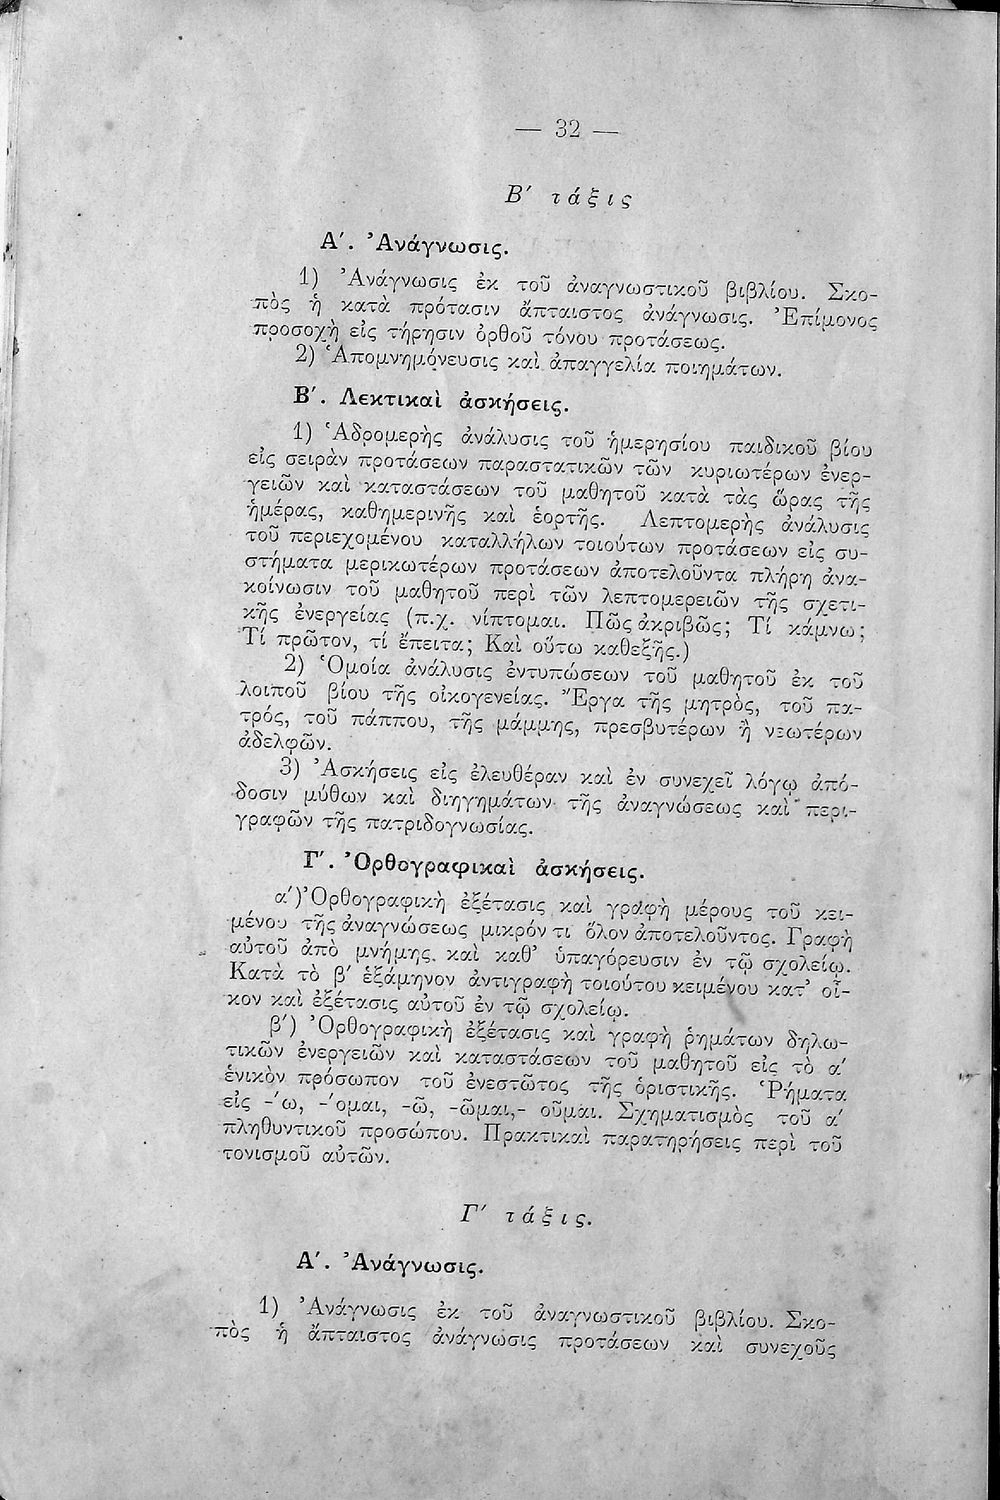 — 32 —
Β′ τάξις
Α′. Ἀνάγνωσις.
1) Ἀνάγνωσις ἐκ τοῦ ἀναγνωστικοῦ βιβλίου. Σκο-
πὸς ἡ κατὰ πρότασιν ἄπταιστος ἀνάγνωσις. Ἐπίμονος
προσοχὴ εἰς τήρησιν ὀρθοῦ τόνου προτάσεως.
2) Ἀπομνημόνευσις καὶ ἀπαγγελία ποιημάτων.
Β′. Λεκτικαὶ ἀσκήσεις.
1) Ἁδρομερὴς ἀνάλυσις τοῦ ἡμερησίου παιδικοῦ βίου
εἰς σειρὰν προτάσεων παραστατικῶν τῶν κυριωτέρων ἐνερ-
γειῶν καὶ καταστάσεων τοῦ μαθητοῦ κατὰ τὰς ὥρας τῆς
ἡμέρας, καθημερινῆς καὶ ἑορτῆς. Λεπτομερὴς ἀνάλυσις
τοῦ περιεχομένου καταλλήλων τοιούτων προτάσεων εἰς συ-
στήματα μερικωτέρων προτάσεων ἀποτελοῦντα πλήρη ἀνα-
κοίνωσιν τοῦ μαθητοῦ περὶ τῶν λεπτομερειῶν τῆς σχετι-
κῆς ἐνεργείας (π.χ. νίπτομαι. Πῶς ἀκριβῶς; Τί κάμνω;
Τί πρῶτον, τί ἔπειτα; Καὶ οὕτω καθεξῆς.)
2) Ὁμοία ἀνάλυσις ἐντυπώσεων τοῦ μαθητοῦ ἐκ τοῦ
λοιποῦ βίου τῆς οἰκογενείας. Ἔργα τῆς μητρὸς, τοῦ πα-
τρός, τοῦ πάππου, τῆς μάμμης, πρεσβυτέρων ἢ νεωτέρων
ἀδελφῶν.
3) Ἀσκήσεις εἰς ἐλευθέραν καὶ ἐν συνεχεῖ λόγῳ ἀπό-
δοσιν μύθων καὶ διηγημάτων τῆς ἀναγνώσεως καὶ περι-
γραφῶν τῆς πατριδογνωσίας.
Γ′. Ὀρθογραφικαὶ ἀσκήσεις.
α′) Ὀρθογραφικὴ ἐξέτασις καὶ γραφὴ μέρους τοῦ κει-
μένου τῆς ἀναγνώσεως μικρόν τι ὅλον ἀποτελοῦντος. Γραφὴ
αὐτοῦ ἀπὸ μνήμης καὶ καθ' ὑπαγόρευσιν ἐν τῷ σχολείῳ.
Κατὰ τὸ β′ ἑξάμηνον ἀντιγραφὴ τοιούτου κειμένου κατ' οἶ-
κον καὶ ἐξέτασις αὐτοῦ ἐν τῷ σχολείῳ.
β′) Ὀρθογραφικὴ ἐξέτασις καὶ γραφὴ ῥημάτων δηλω-
τικῶν ἐνεργειῶν καὶ καταστάσεων τοῦ μαθητοῦ εἰς τὸ α′
ἑνικὸν πρόσωπον τοῦ ἐνεστῶτος τῆς ὁριστικῆς. Ῥήματα
εἰς -′ω, -′ομαι, -ῶ, -ῶμαι,- οῦμαι. Σχηματισμὸς τοῦ α′
πληθυντικοῦ προσώπου. Πρακτικαὶ παρατηρήσεις περὶ τοῦ
τονισμοῦ αὐτῶν.
Γ′ τάξις.
Α′. Ἀνάγνωσις.
1) Ἀνάγνωσις ἐκ τοῦ ἀναγνωστικοῦ βιβλίου. Σκο-
πὸς ἡ ἄπταιστος ἀνάγνωσις προτάσεων καὶ συνεχοῦς